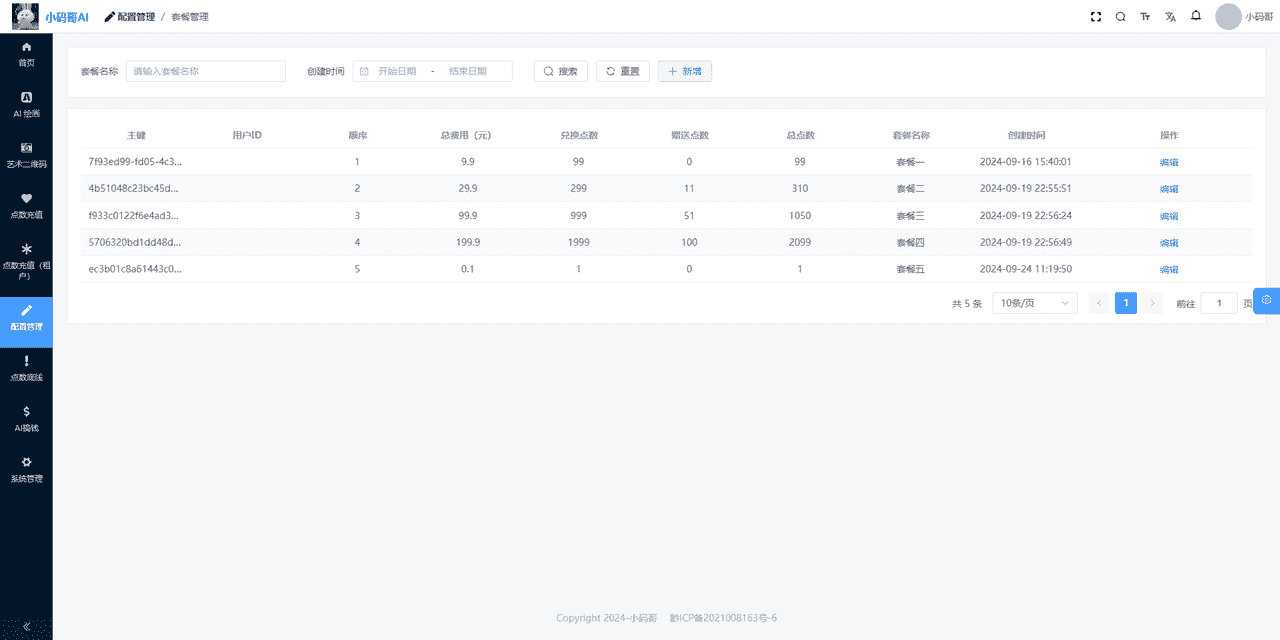 小码哥AI 配置管理 / 套餐管理 小码哥
首页
AI 绘画
艺术二维码
点数充值
点数充值（租户）
配置管理
点数底线
AI搞钱
系统管理
套餐名称 请输入套餐名称 创建时间 开始日期 - 结束日期 搜索 重置 新增
主键 用户ID 顺序 总费用（元） 兑换点数 赠送点数 总点数 套餐名称 创建时间 操作
7f93ed99-fd05-4c3... 1 9.9 99 0 99 套餐一 2024-09-16 15:40:01 编辑
4b51048c23bc45d... 2 29.9 299 11 310 套餐二 2024-09-19 22:55:51 编辑
f933c0122f6e4ad3... 3 99.9 999 51 1050 套餐三 2024-09-19 22:56:24 编辑
5706320bd1dd48d... 4 199.9 1999 100 2099 套餐四 2024-09-19 22:56:49 编辑
ec3b01c8a61443c0... 5 0.1 1 0 1 套餐五 2024-09-24 11:19:50 编辑
共 5 条 10条/页 1 前往 1 页
Copyright 2024-小码哥 黔ICP备2021008163号-6